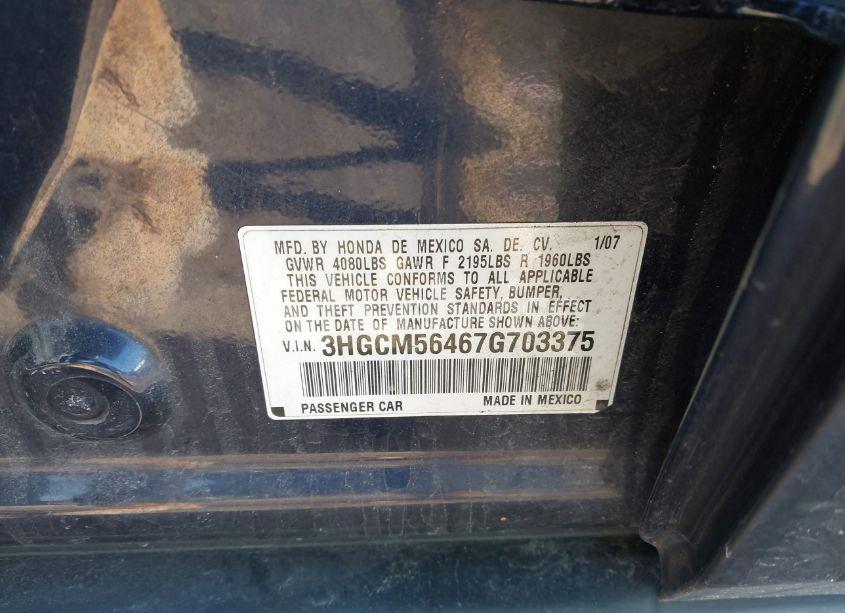 MFD. BY HONDA DE MEXICO SA. DE. CV. 1/07
GVWR 4080LBS GAWR F 2195LBS R 1960LBS
THIS VEHICLE CONFORMS TO ALL APPLICABLE
FEDERAL MOTOR VEHICLE SAFETY, BUMPER,
AND THEFT PREVENTION STANDARDS IN EFFECT
ON THE DATE OF MANUFACTURE SHOWN ABOVE:
V.I.N. 3HGCM56467G703375
PASSENGER CAR MADE IN MEXICO